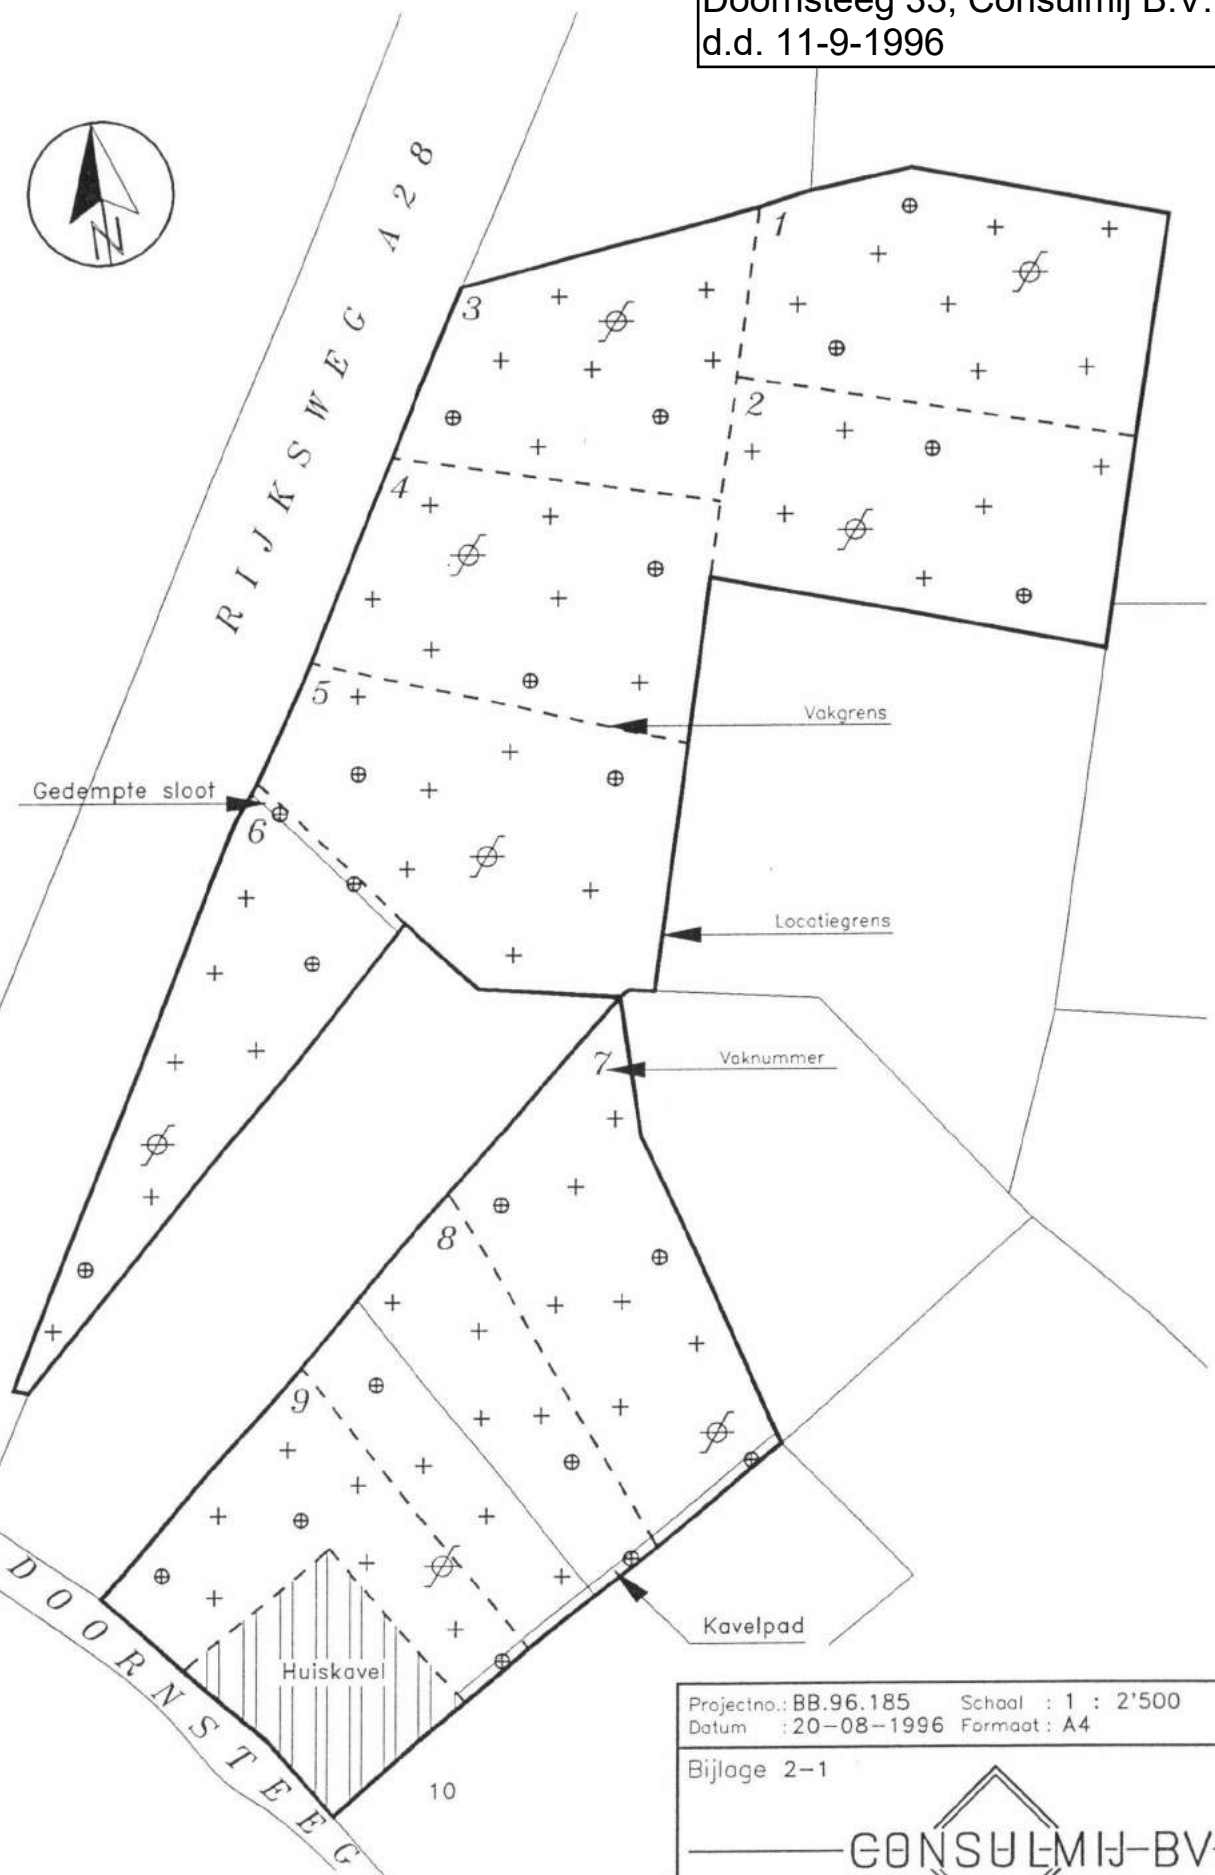 Doornsteeg 33, Consulmij B.V.
d.d. 11-9-1996
N
RIJKSWEG A28
1
3
2
4
5
Vakgrens
Gedempte sloot
6
Locatiegrens
7
Vaknummer
8
9
Kavelpad
Huiskavel
DOORNSTEEG
10
Projectno.: BB.96.185 Schaal : 1 : 2'500
Datum : 20-08-1996 Formaat : A4
Bijlage 2-1
CONSULMIJ BV